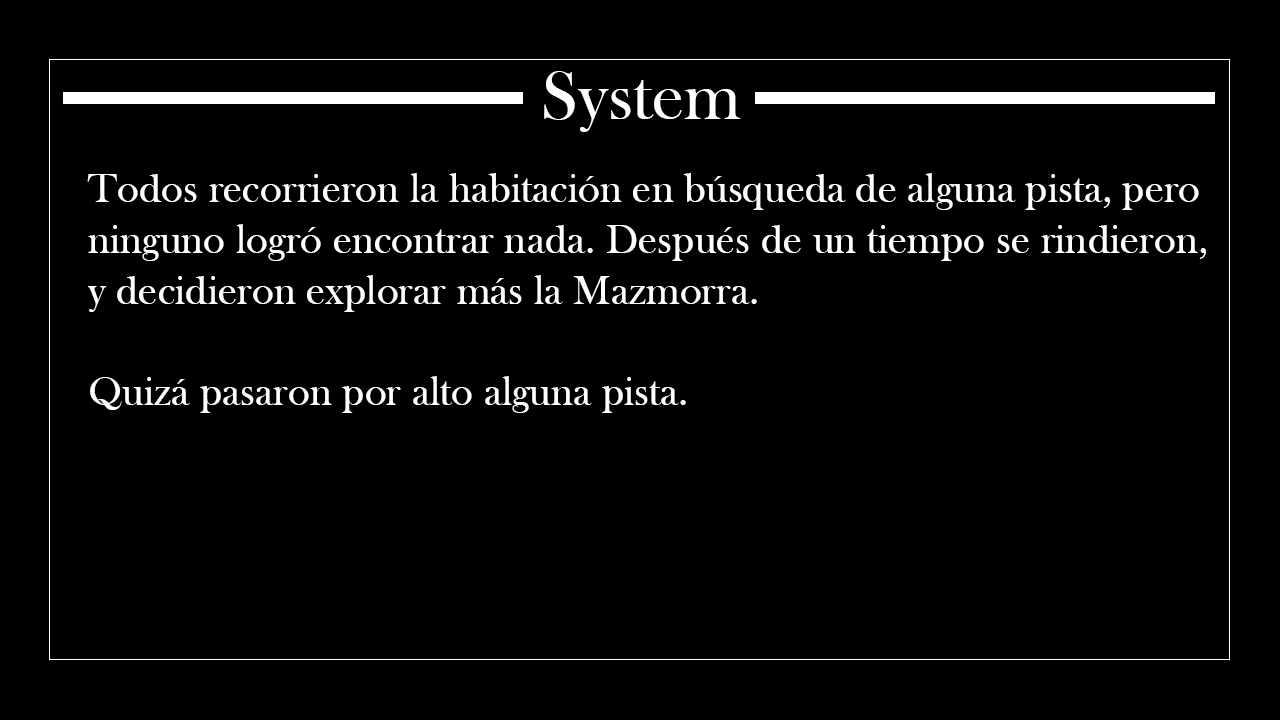 System
Todos recorrieron la habitación en búsqueda de alguna pista, pero
ninguno logró encontrar nada. Después de un tiempo se rindieron,
y decidieron explorar más la Mazmorra.
Quizá pasaron por alto alguna pista.